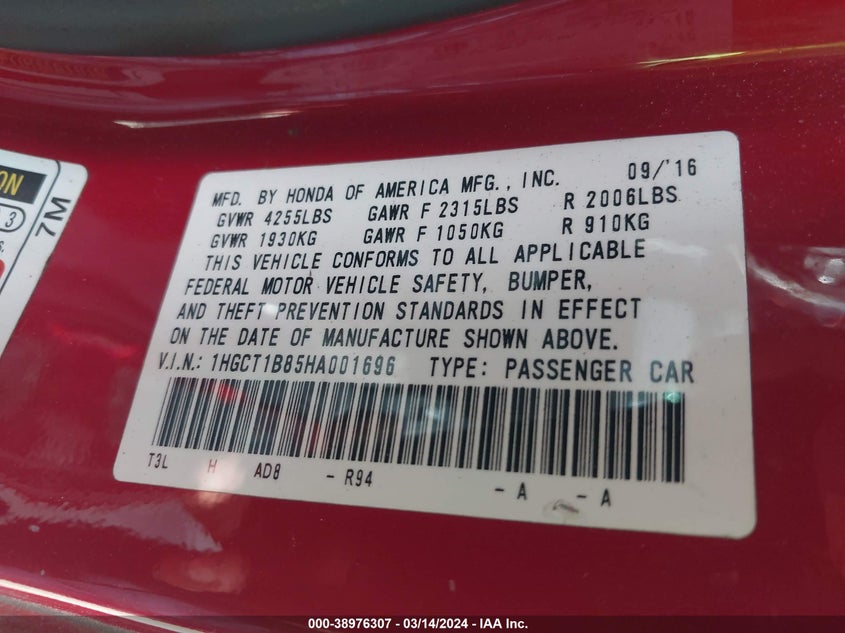 ON
3
S.
7M
MFD. BY HONDA OF AMERICA MFG., INC. 09/'16
GVWR 4255LBS GAWR F 2315LBS R 2006LBS
GVWR 1930KG GAWR F 1050KG R 910KG
THIS VEHICLE CONFORMS TO ALL APPLICABLE
FEDERAL MOTOR VEHICLE SAFETY, BUMPER,
AND THEFT PREVENTION STANDARDS IN EFFECT
ON THE DATE OF MANUFACTURE SHOWN ABOVE.
V.I.N.: 1HGCT1B85HA001696 TYPE: PASSENGER CAR
T3L H AD8 - R94 - A - A
000-38976307 - 03/14/2024 - IAA Inc.